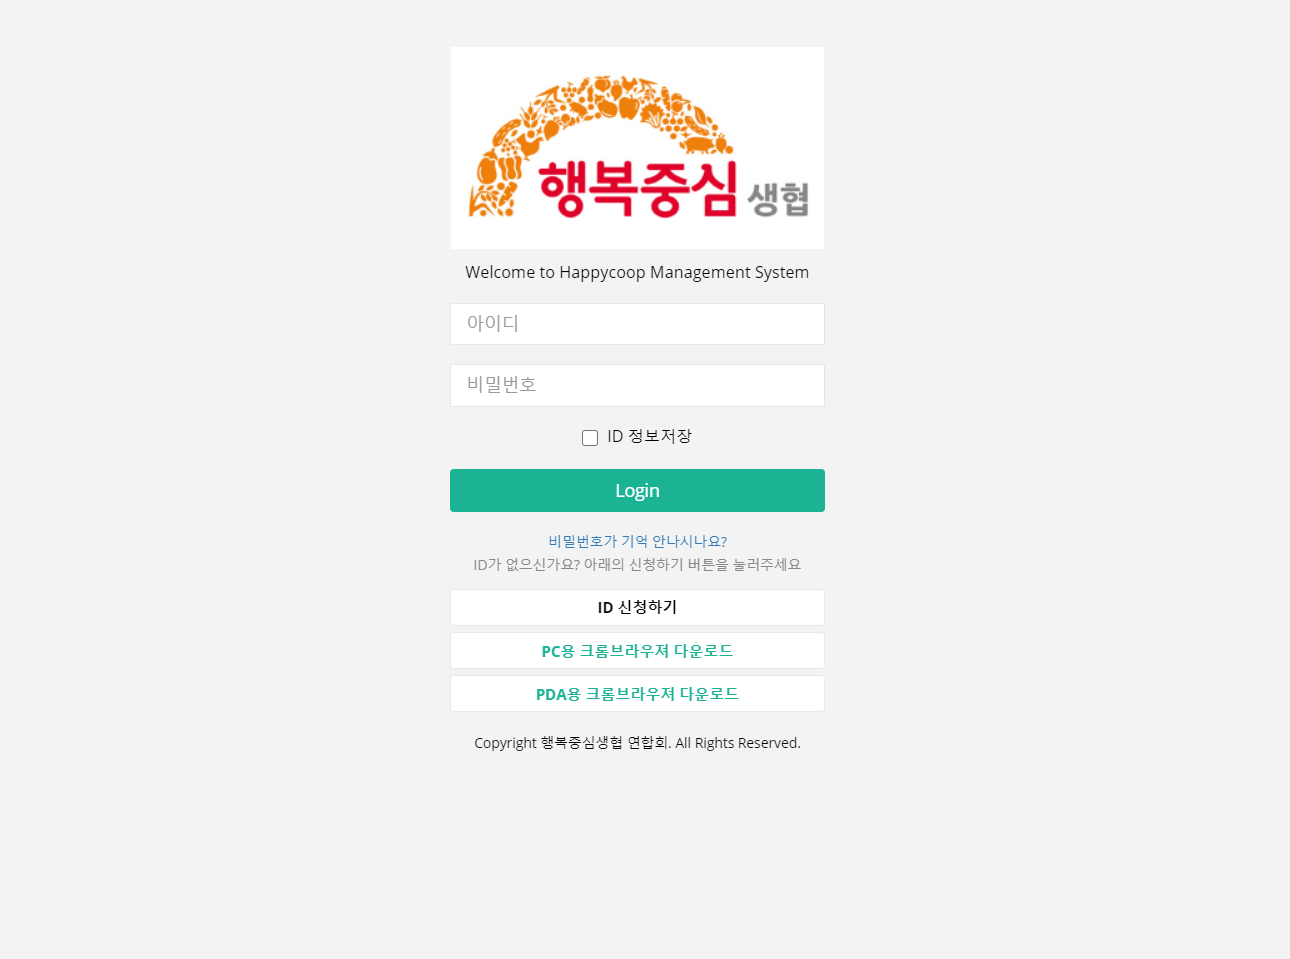 행복중심 생협
Welcome to Happycoop Management System
아이디
비밀번호
ID 정보저장
Login
비밀번호가 기억 안나시나요?
ID가 없으신가요? 아래의 신청하기 버튼을 눌러주세요
ID 신청하기
PC용 크롬브라우져 다운로드
PDA용 크롬브라우져 다운로드
Copyright 행복중심생협 연합회. All Rights Reserved.